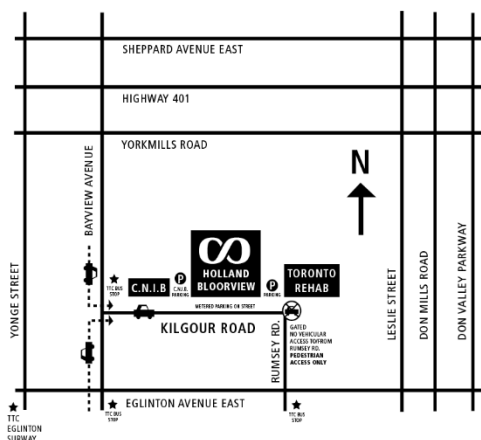 SHEPPARD AVENUE EAST
HIGHWAY 401
YORKMILLS ROAD
N
YONGE STREET
BAYVIEW AVENUE
LESLIE STREET
DON MILLS ROAD
DON VALLEY PARKWAY
HOLLAND
BLOORVIEW
C.N.I.B
P
C.N.I.B.
PARKING
P
PARKING
TORONTO
REHAB
TTC BUS
STOP
METERED PARKING ON STREET
KILGOUR ROAD
RUMSEY RD.
GATED
NO VEHICULAR
ACCESS TO/FROM
RUMSEY RD.
PEDESTRIAN
ACCESS ONLY
EGLINTON AVENUE EAST
TTC
EGLINTON
SUBWAY
TTC BUS
STOP
TTC BUS
STOP